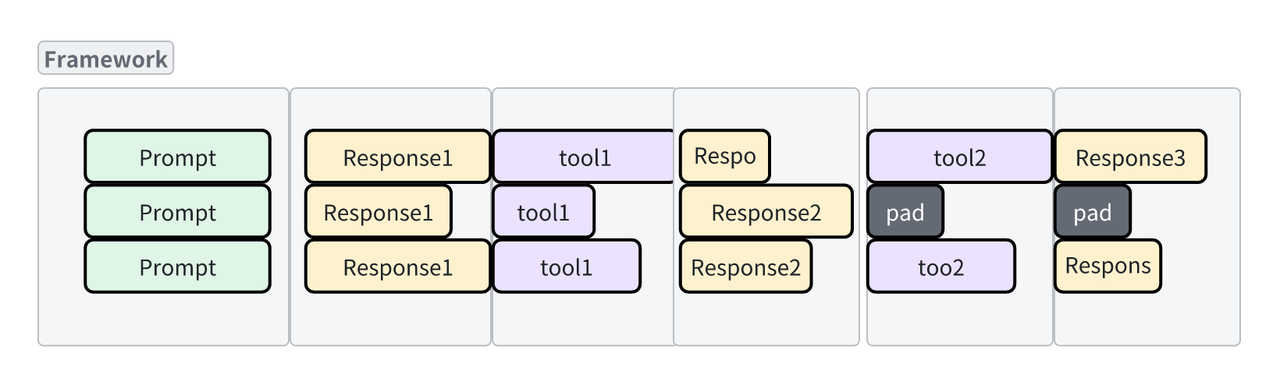 Framework
Prompt Response1 tool1 Respo tool2 Response3
Prompt Response1 tool1 Response2 pad pad
Prompt Response1 tool1 Response2 too2 Respons